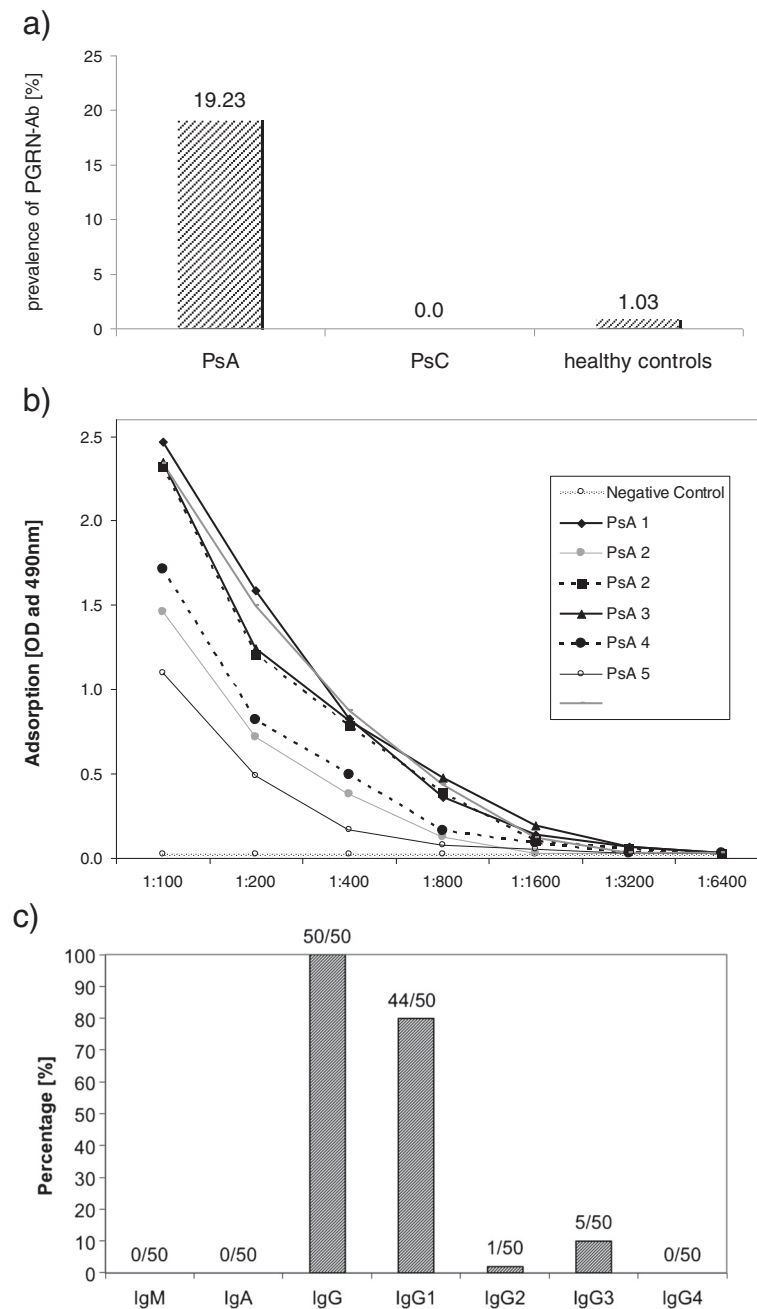 a)
prevalence of PGRN-Ab [%]
25
20
15
10
5
0
19.23
0.0
1.03
PsA
PsC
healthy controls
b)
Adsorption [OD ad 490nm]
2.5
2.0
1.5
1.0
0.5
0.0
Negative Control
PsA 1
PsA 2
PsA 2
PsA 3
PsA 4
PsA 5
1:100
1:200
1:400
1:800
1:1600
1:3200
1:6400
c)
Percentage [%]
100
90
80
70
60
50
40
30
20
10
0
0/50
0/50
50/50
44/50
1/50
5/50
0/50
IgM
IgA
IgG
IgG1
IgG2
IgG3
IgG4